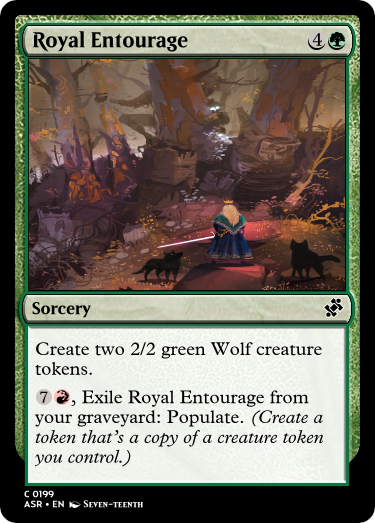 Royal Entourage 4
Sorcery
Create two 2/2 green Wolf creature
tokens.
7, Exile Royal Entourage from
your graveyard: Populate. (Create a
token that's a copy of a creature token
you control.)
C 0199
ASR • EN Seven-teenth